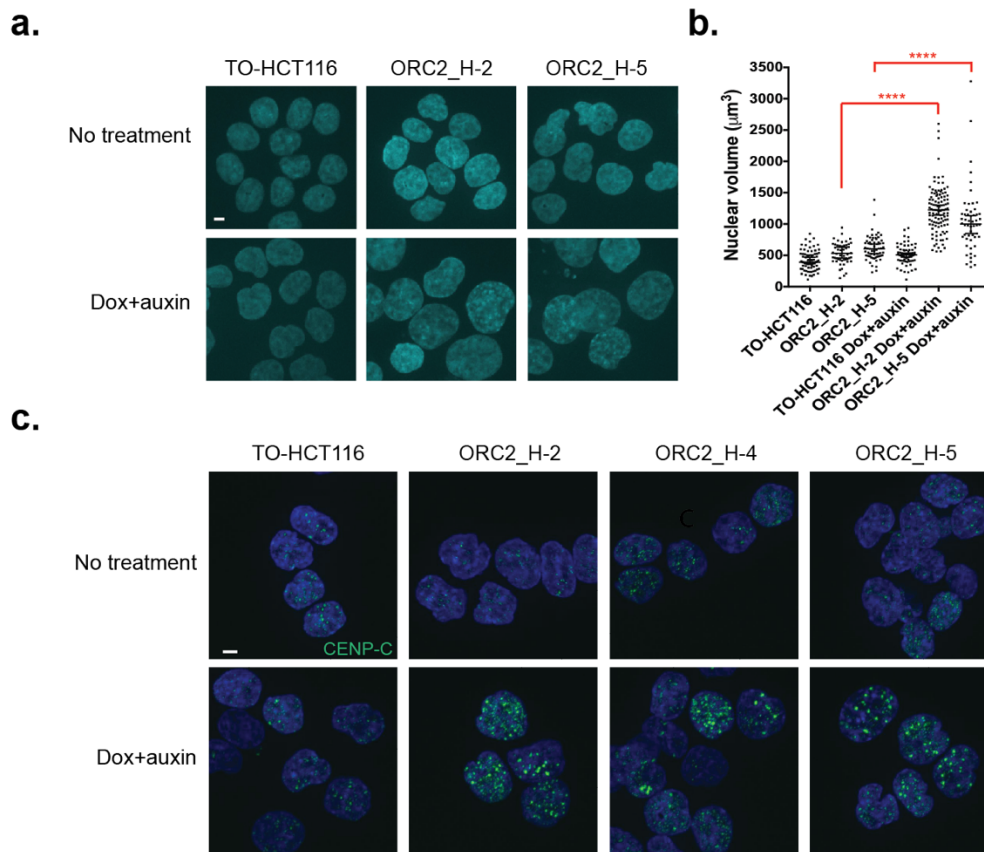 a.
TO-HCT116 ORC2_H-2 ORC2_H-5
No treatment
Dox+auxin
b.
**** 
****
Nuclear volume (μm³)
3500
3000
2500
2000
1500
1000
500
0
TO-HCT116
ORC2_H-2
ORC2_H-5
TO-HCT116 Dox+auxin
ORC2_H-2 Dox+auxin
ORC2_H-5 Dox+auxin
c.
TO-HCT116 ORC2_H-2 ORC2_H-4 ORC2_H-5
No treatment
CENP-C
Dox+auxin